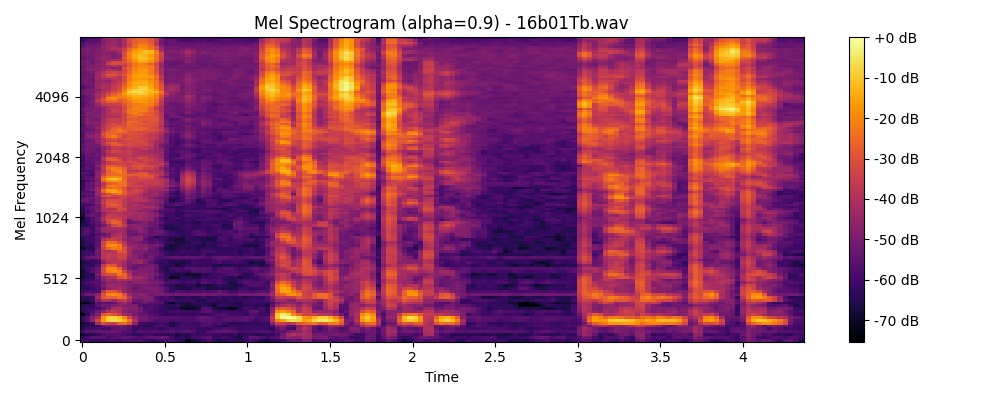 Mel Spectrogram (alpha=0.9) - 16b01Tb.wav
Mel Frequency
4096
2048
1024
512
0
0 0.5 1 1.5 2 2.5 3 3.5 4
Time
+0 dB
-10 dB
-20 dB
-30 dB
-40 dB
-50 dB
-60 dB
-70 dB